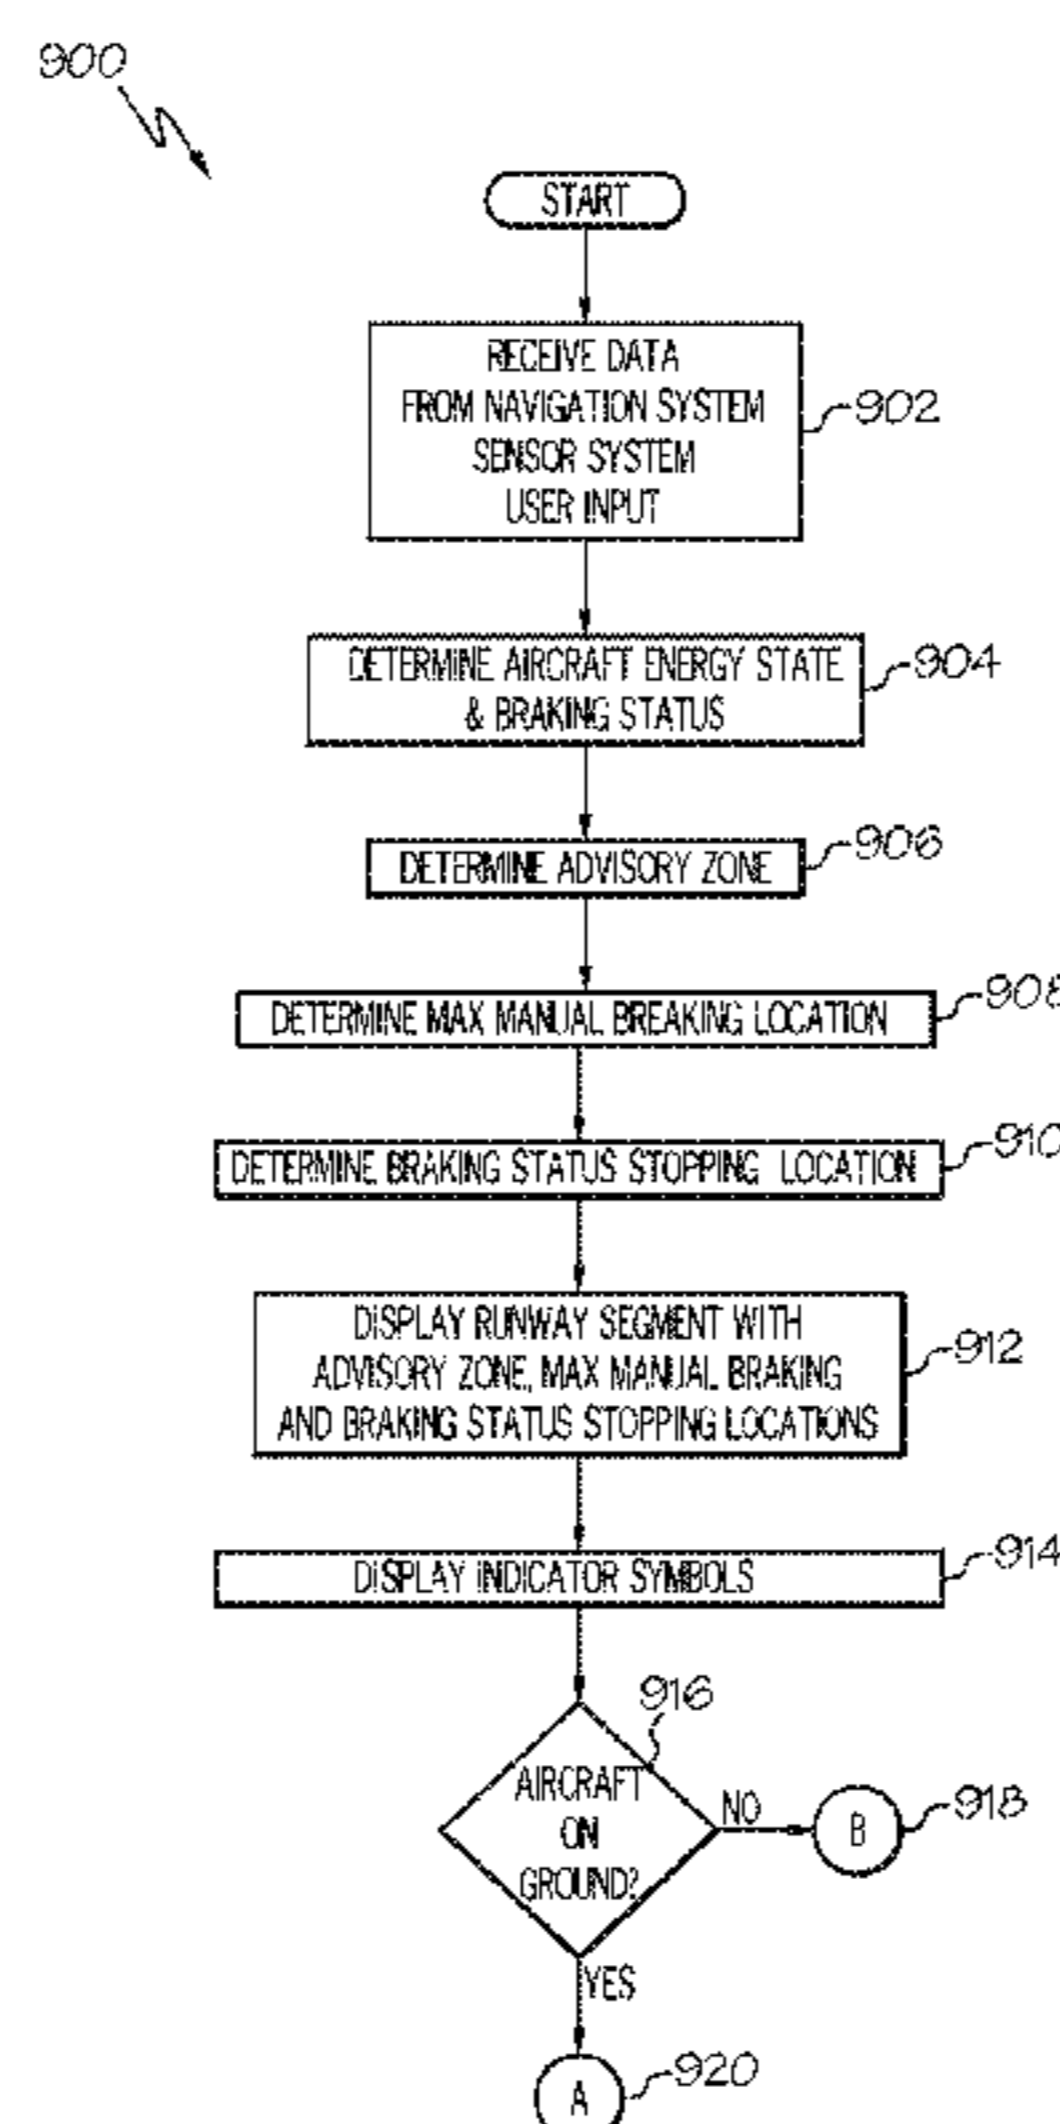 900
START
RECEIVE DATA
FROM NAVIGATION SYSTEM
SENSOR SYSTEM
USER INPUT
902
DETERMINE AIRCRAFT ENERGY STATE
& BRAKING STATUS
904
DETERMINE ADVISORY ZONE
906
DETERMINE MAX MANUAL BREAKING LOCATION
908
DETERMINE BRAKING STATUS STOPPING LOCATION
910
DISPLAY RUNWAY SEGMENT WITH
ADVISORY ZONE, MAX MANUAL BRAKING
AND BRAKING STATUS STOPPING LOCATIONS
912
DISPLAY INDICATOR SYMBOLS
914
916
AIRCRAFT
ON
GROUND?
NO
B
918
YES
A
920